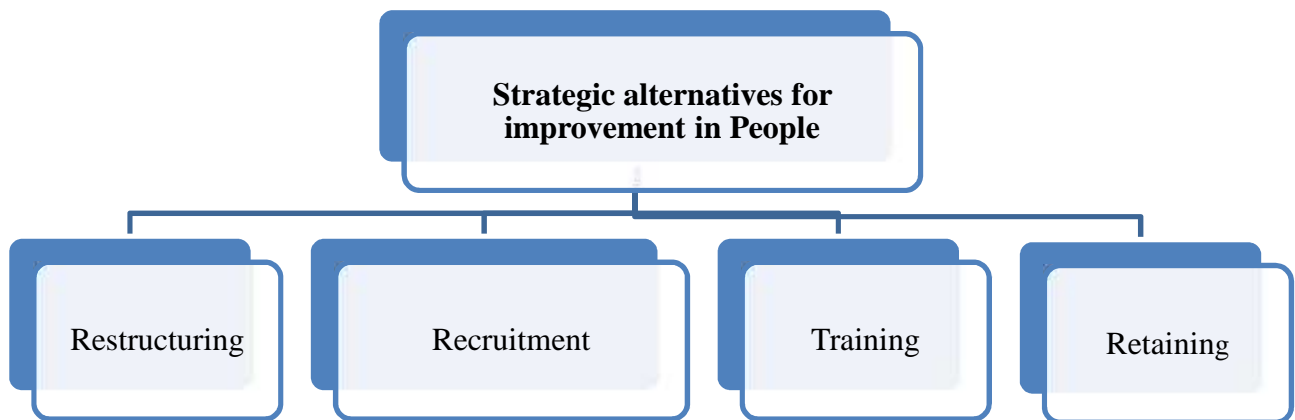 Strategic alternatives for
improvement in People
Restructuring
Recruitment
Training
Retaining